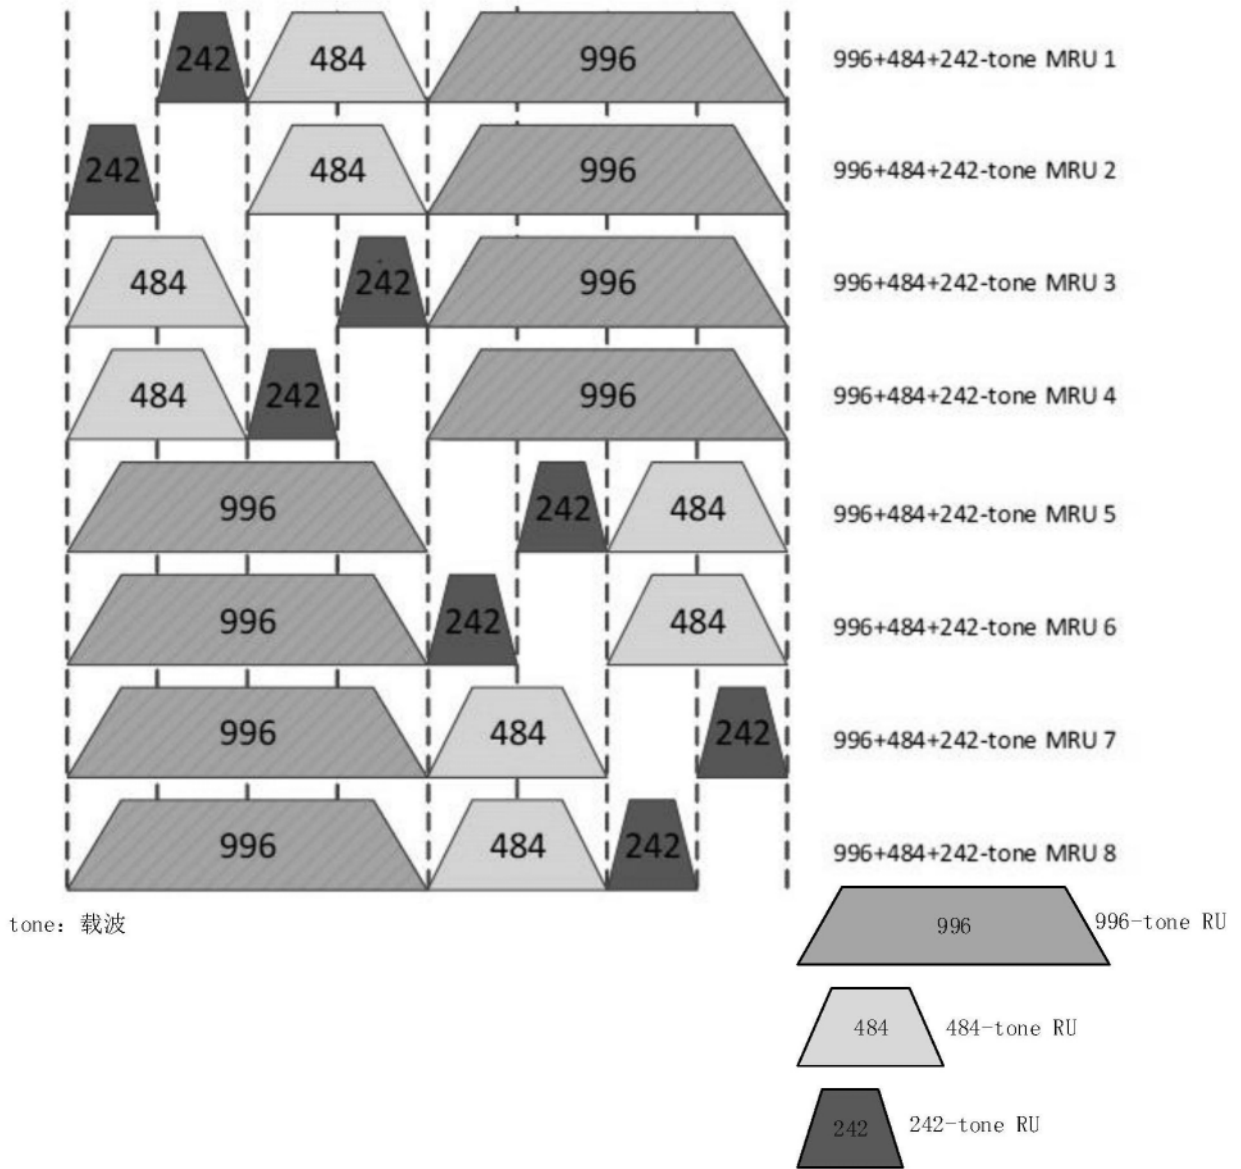 242 484 996 996+484+242-tone MRU 1
242 484 996 996+484+242-tone MRU 2
484 242 996 996+484+242-tone MRU 3
484 242 996 996+484+242-tone MRU 4
996 242 484 996+484+242-tone MRU 5
996 242 484 996+484+242-tone MRU 6
996 484 242 996+484+242-tone MRU 7
996 484 242 996+484+242-tone MRU 8
tone: 载波
996 996-tone RU
484 484-tone RU
242 242-tone RU